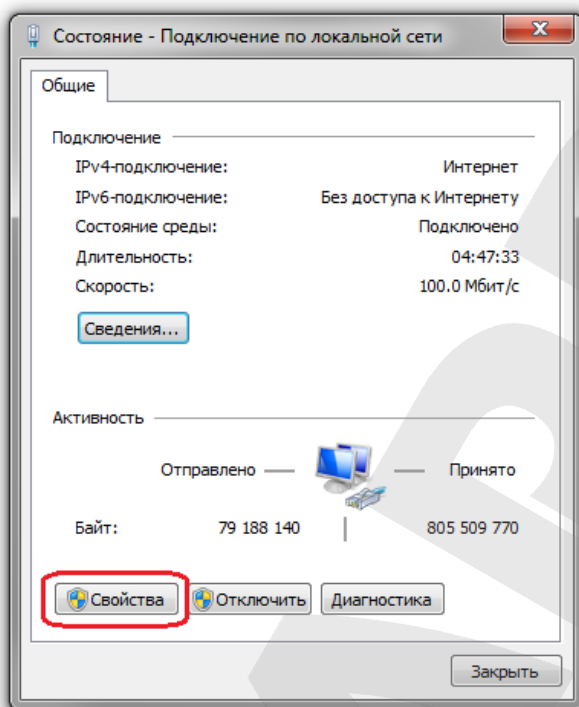 Состояние - Подключение по локальной сети
Общие
Подключение
IPv4-подключение: Интернет
IPv6-подключение: Без доступа к Интернету
Состояние среды: Подключено
Длительность: 04:47:33
Скорость: 100.0 Мбит/с
Сведения...
Активность
Отправлено — — Принято
Байт: 79 188 140 | 805 509 770
Свойства Отключить Диагностика
Закрыть